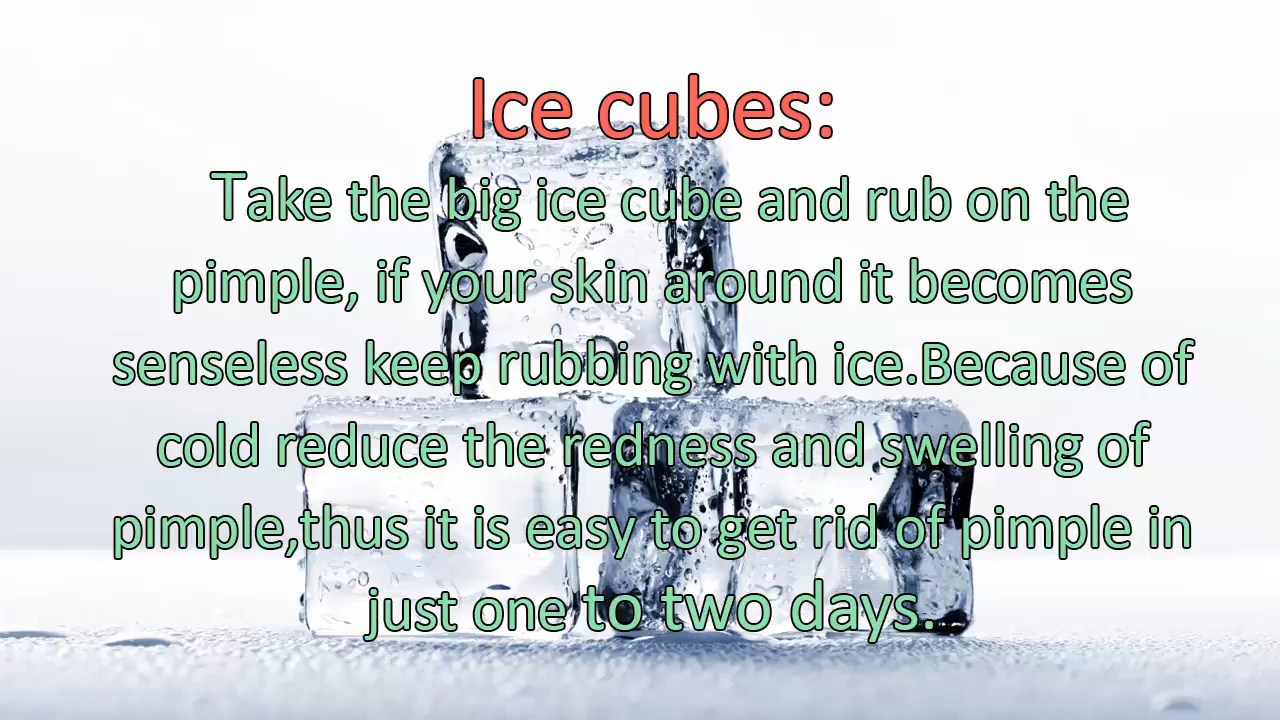 Ice cubes:
Take the big ice cube and rub on the
pimple, if your skin around it becomes
senseless keep rubbing with ice.Because of
cold reduce the redness and swelling of
pimple,thus it is easy to get rid of pimple in
just one to two days.